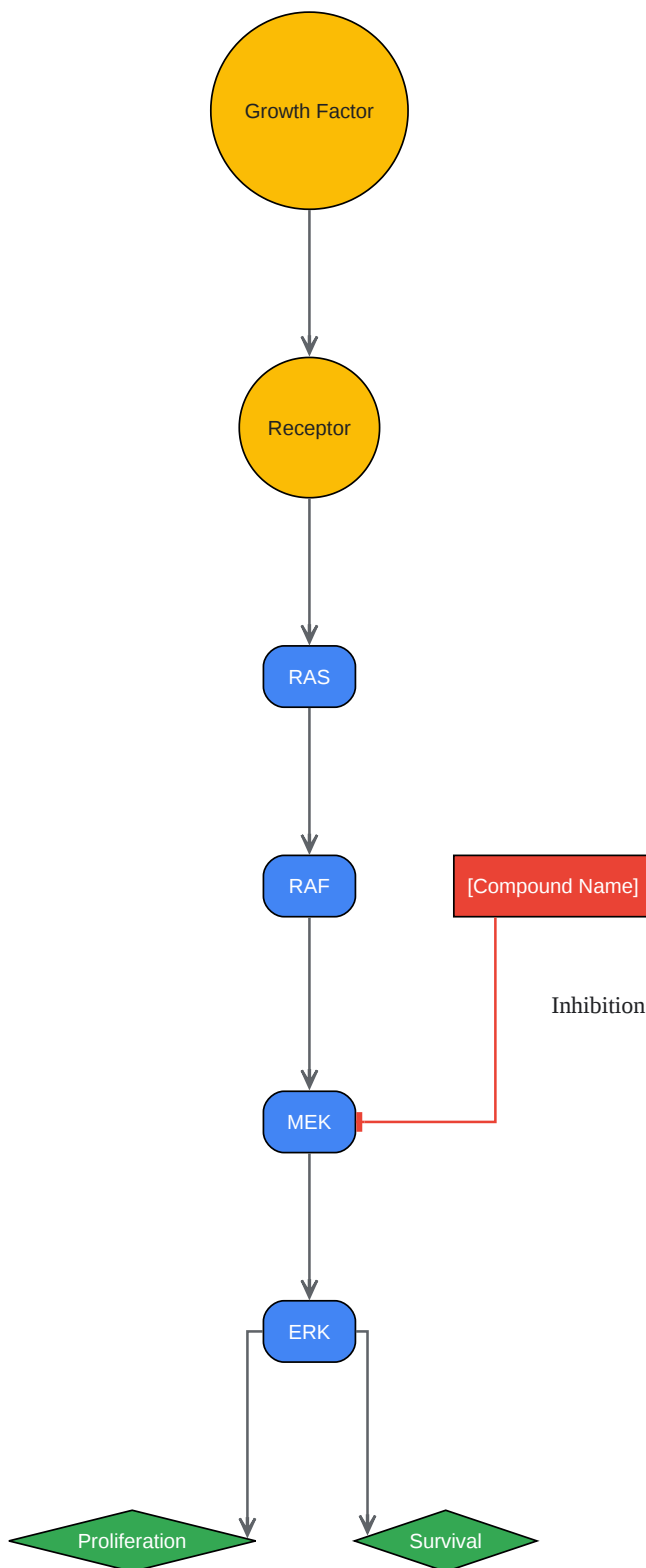 Growth Factor
Receptor
RAS
RAF
[Compound Name]
Inhibition
MEK
ERK
Proliferation
Survival